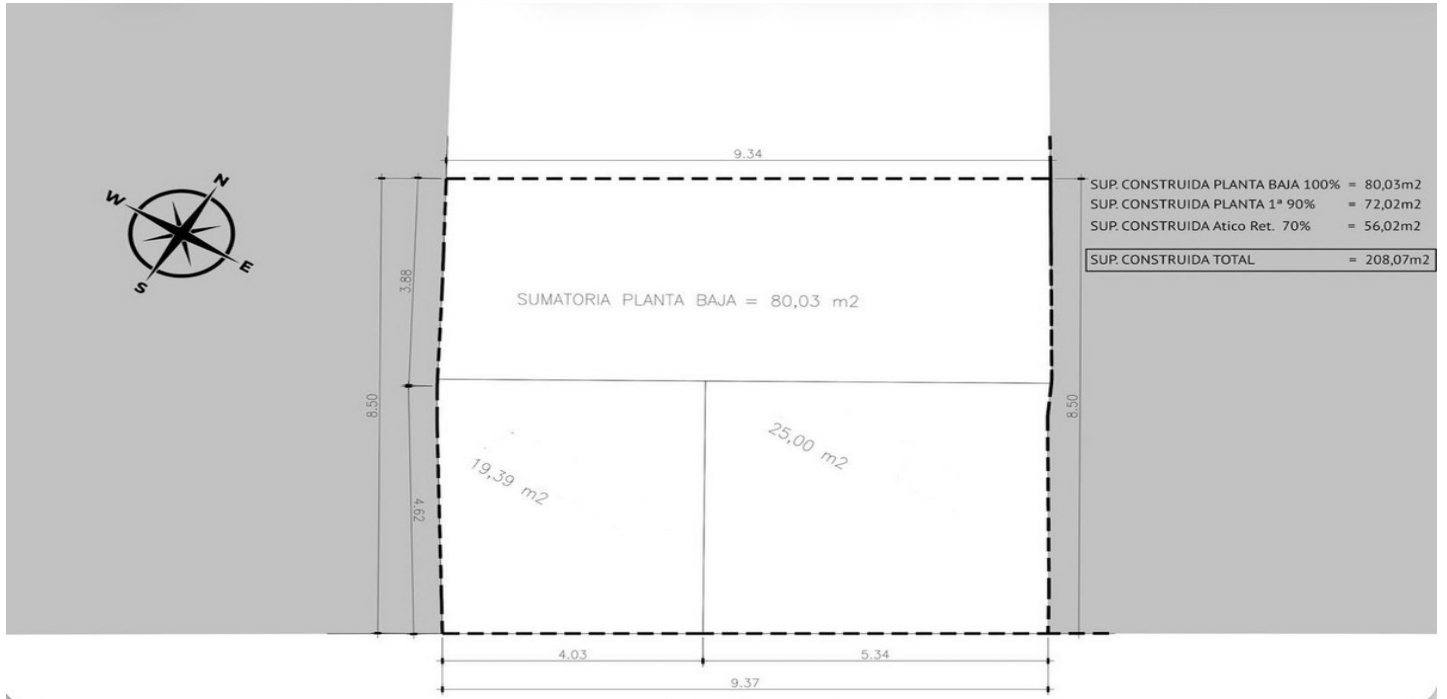 9.34
N
W
E
S
SUP. CONSTRUIDA PLANTA BAJA 100% = 80,03m2
SUP. CONSTRUIDA PLANTA 1ª 90% = 72,02m2
SUP. CONSTRUIDA Atico Ret. 70% = 56,02m2
SUP. CONSTRUIDA TOTAL = 208,07m2
3.88
SUMATORIA PLANTA BAJA = 80,03 m2
8.50
8.50
25,00 m2
19,39 m2
4.62
4.03
5.34
9.37